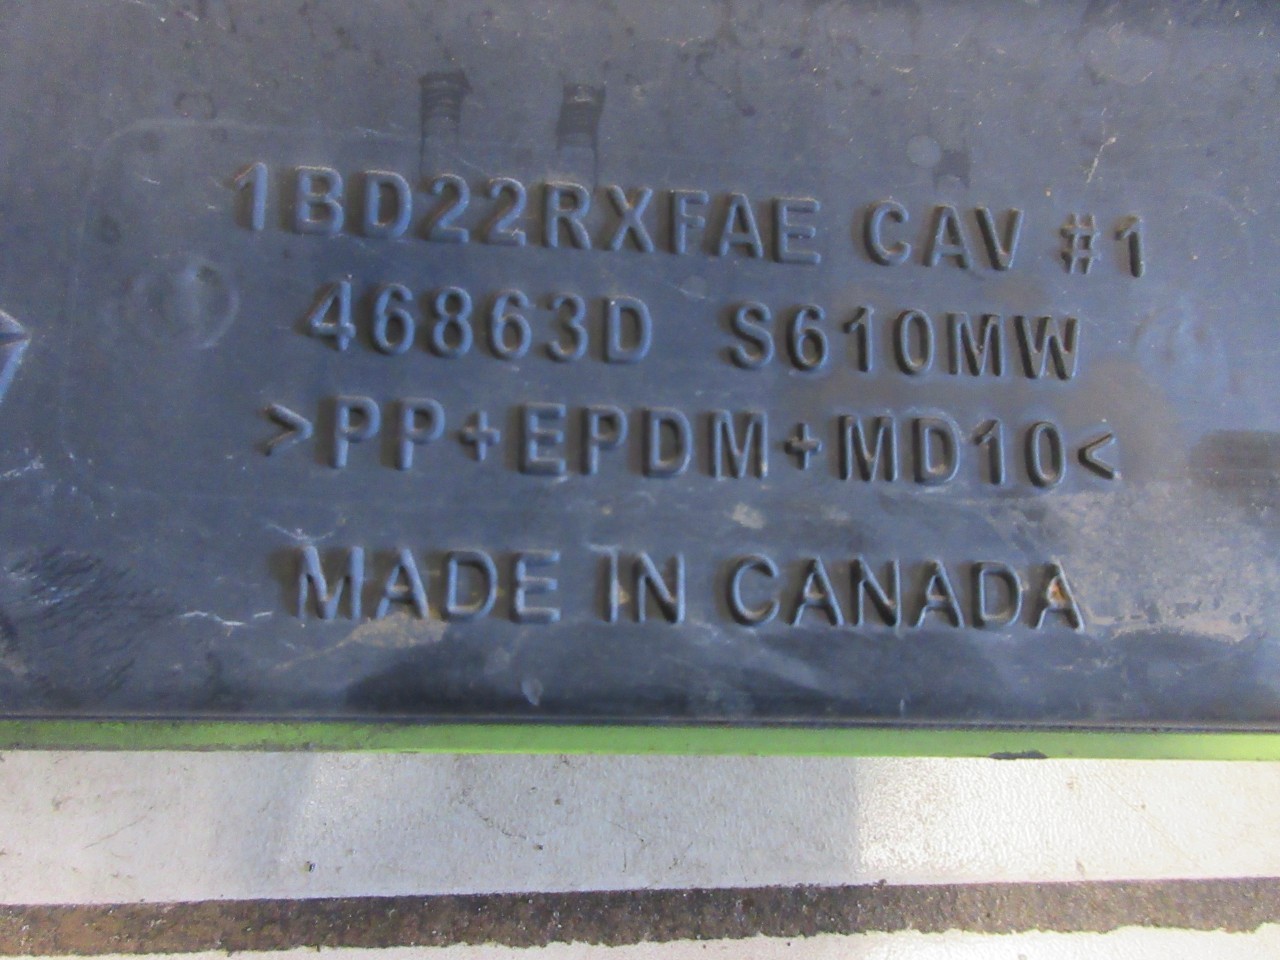 1BD22RXFAE CAV #1
46863D S610MW
>PP+EPDM+MD10<
MADE IN CANADA